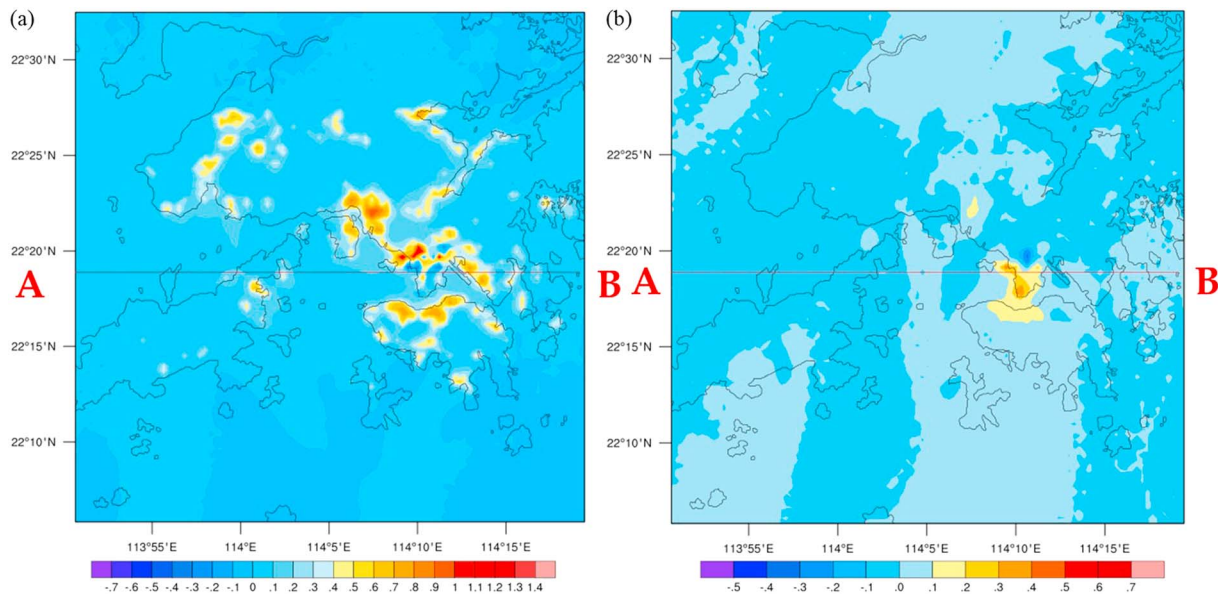 (a)
(b)
22°30'N
22°25'N
22°20'N
22°15'N
22°10'N
A
B
22°30'N
22°25'N
22°20'N
22°15'N
22°10'N
A
B
113°55'E 114°E 114°5'E 114°10'E 114°15'E
113°55'E 114°E 114°5'E 114°10'E 114°15'E
-.7 -.6 -.5 -.4 -.3 -.2 -.1 0 .1 .2 .3 .4 .5 .6 .7 .8 .9 1 1.1 1.2 1.3 1.4
-.5 -.4 -.3 -.2 -.1 .0 .1 .2 .3 .4 .5 .6 .7